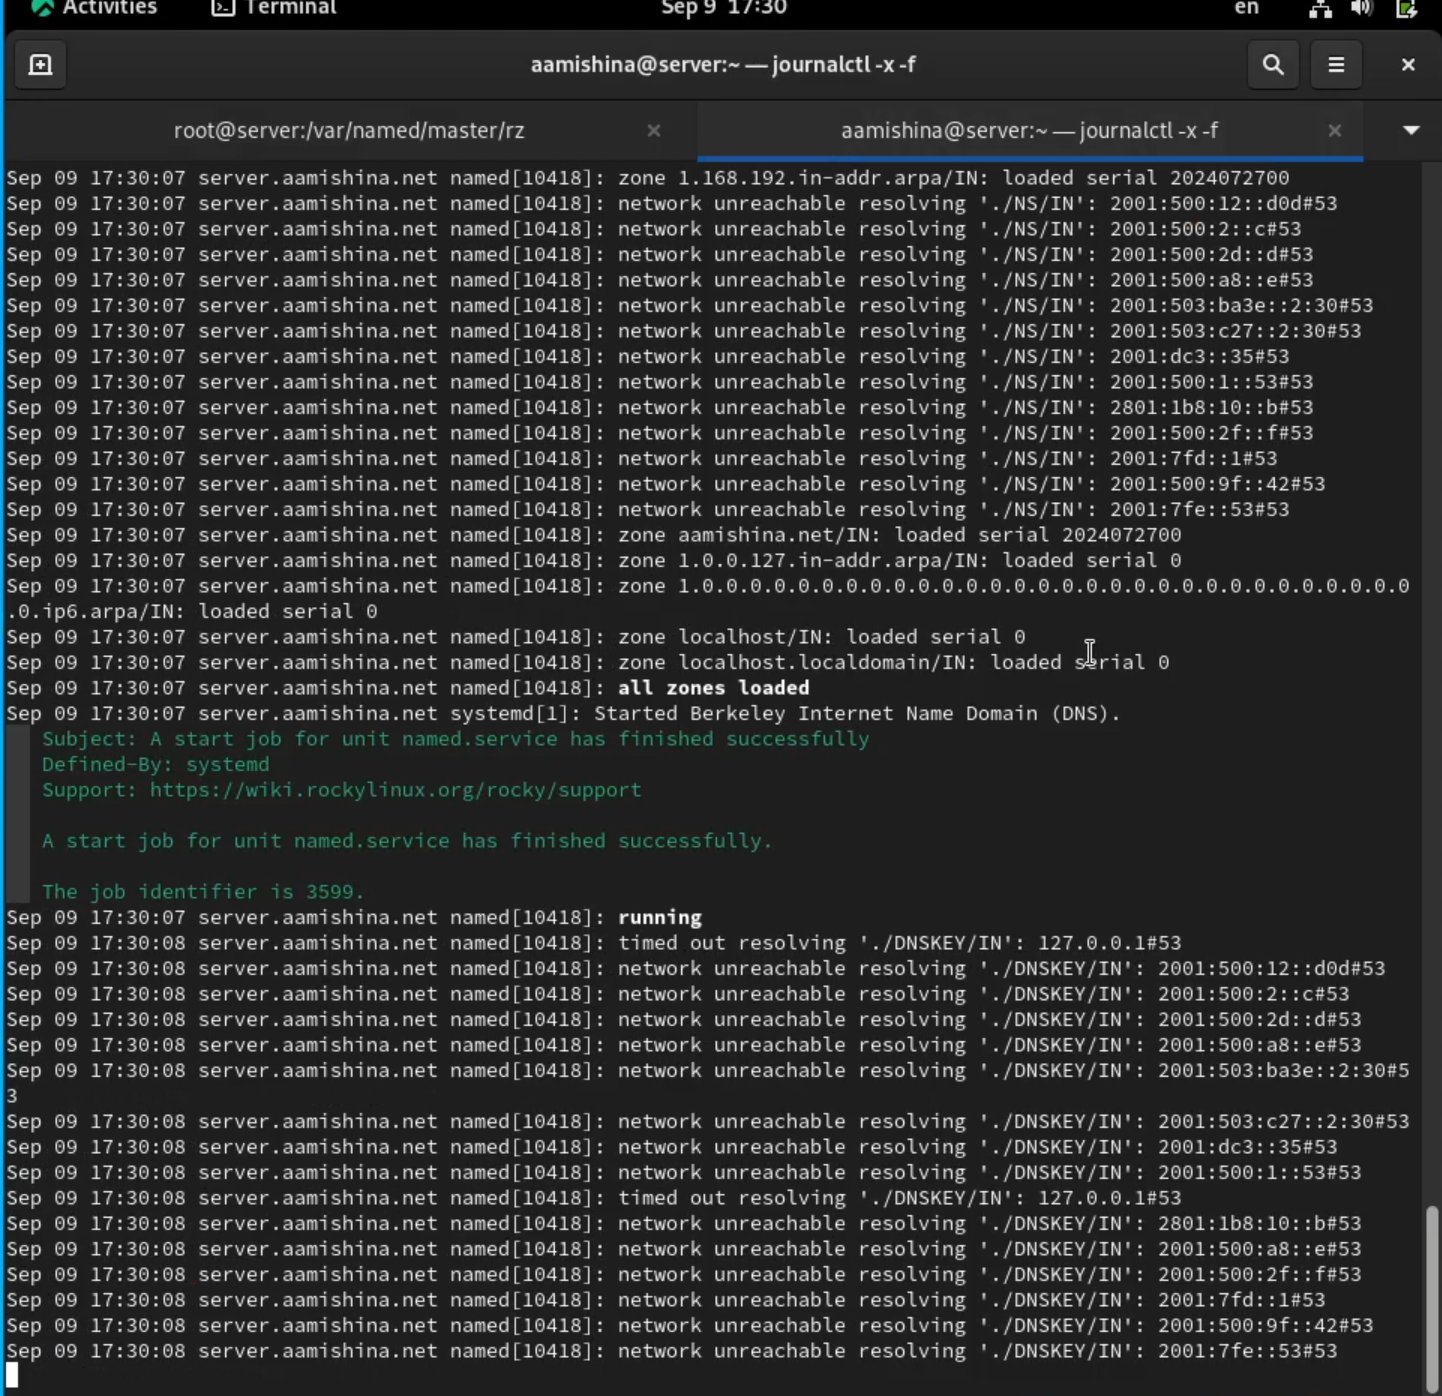 Activities Terminal Sep 9 17:30 en
aamishina@server:~ — journalctl -x -f
root@server:/var/named/master/rz aamishina@server:~ — journalctl -x -f
Sep 09 17:30:07 server.aamishina.net named[10418]: zone 1.168.192.in-addr.arpa/IN: loaded serial 2024072700
Sep 09 17:30:07 server.aamishina.net named[10418]: network unreachable resolving './NS/IN': 2001:500:12::d0d#53
Sep 09 17:30:07 server.aamishina.net named[10418]: network unreachable resolving './NS/IN': 2001:500:2::c#53
Sep 09 17:30:07 server.aamishina.net named[10418]: network unreachable resolving './NS/IN': 2001:500:2d::d#53
Sep 09 17:30:07 server.aamishina.net named[10418]: network unreachable resolving './NS/IN': 2001:500:a8::e#53
Sep 09 17:30:07 server.aamishina.net named[10418]: network unreachable resolving './NS/IN': 2001:503:ba3e::2:30#53
Sep 09 17:30:07 server.aamishina.net named[10418]: network unreachable resolving './NS/IN': 2001:503:c27::2:30#53
Sep 09 17:30:07 server.aamishina.net named[10418]: network unreachable resolving './NS/IN': 2001:dc3::35#53
Sep 09 17:30:07 server.aamishina.net named[10418]: network unreachable resolving './NS/IN': 2001:500:1::53#53
Sep 09 17:30:07 server.aamishina.net named[10418]: network unreachable resolving './NS/IN': 2801:1b8:10::b#53
Sep 09 17:30:07 server.aamishina.net named[10418]: network unreachable resolving './NS/IN': 2001:500:2f::f#53
Sep 09 17:30:07 server.aamishina.net named[10418]: network unreachable resolving './NS/IN': 2001:7fd::1#53
Sep 09 17:30:07 server.aamishina.net named[10418]: network unreachable resolving './NS/IN': 2001:500:9f::42#53
Sep 09 17:30:07 server.aamishina.net named[10418]: network unreachable resolving './NS/IN': 2001:7fe::53#53
Sep 09 17:30:07 server.aamishina.net named[10418]: zone aamishina.net/IN: loaded serial 2024072700
Sep 09 17:30:07 server.aamishina.net named[10418]: zone 1.0.0.127.in-addr.arpa/IN: loaded serial 0
Sep 09 17:30:07 server.aamishina.net named[10418]: zone 1.0.0.0.0.0.0.0.0.0.0.0.0.0.0.0.0.0.0.0.0.0.0.0.0.0.0.0.0.0.0
.0.ip6.arpa/IN: loaded serial 0
Sep 09 17:30:07 server.aamishina.net named[10418]: zone localhost/IN: loaded serial 0
Sep 09 17:30:07 server.aamishina.net named[10418]: zone localhost.localdomain/IN: loaded serial 0
Sep 09 17:30:07 server.aamishina.net named[10418]: all zones loaded
Sep 09 17:30:07 server.aamishina.net systemd[1]: Started Berkeley Internet Name Domain (DNS).
Subject: A start job for unit named.service has finished successfully
Defined-By: systemd
Support: https://wiki.rockylinux.org/rocky/support
A start job for unit named.service has finished successfully.
The job identifier is 3599.
Sep 09 17:30:07 server.aamishina.net named[10418]: running
Sep 09 17:30:08 server.aamishina.net named[10418]: timed out resolving './DNSKEY/IN': 127.0.0.1#53
Sep 09 17:30:08 server.aamishina.net named[10418]: network unreachable resolving './DNSKEY/IN': 2001:500:12::d0d#53
Sep 09 17:30:08 server.aamishina.net named[10418]: network unreachable resolving './DNSKEY/IN': 2001:500:2::c#53
Sep 09 17:30:08 server.aamishina.net named[10418]: network unreachable resolving './DNSKEY/IN': 2001:500:2d::d#53
Sep 09 17:30:08 server.aamishina.net named[10418]: network unreachable resolving './DNSKEY/IN': 2001:500:a8::e#53
Sep 09 17:30:08 server.aamishina.net named[10418]: network unreachable resolving './DNSKEY/IN': 2001:503:ba3e::2:30#5
3
Sep 09 17:30:08 server.aamishina.net named[10418]: network unreachable resolving './DNSKEY/IN': 2001:503:c27::2:30#53
Sep 09 17:30:08 server.aamishina.net named[10418]: network unreachable resolving './DNSKEY/IN': 2001:dc3::35#53
Sep 09 17:30:08 server.aamishina.net named[10418]: network unreachable resolving './DNSKEY/IN': 2001:500:1::53#53
Sep 09 17:30:08 server.aamishina.net named[10418]: timed out resolving './DNSKEY/IN': 127.0.0.1#53
Sep 09 17:30:08 server.aamishina.net named[10418]: network unreachable resolving './DNSKEY/IN': 2801:1b8:10::b#53
Sep 09 17:30:08 server.aamishina.net named[10418]: network unreachable resolving './DNSKEY/IN': 2001:500:a8::e#53
Sep 09 17:30:08 server.aamishina.net named[10418]: network unreachable resolving './DNSKEY/IN': 2001:500:2f::f#53
Sep 09 17:30:08 server.aamishina.net named[10418]: network unreachable resolving './DNSKEY/IN': 2001:7fd::1#53
Sep 09 17:30:08 server.aamishina.net named[10418]: network unreachable resolving './DNSKEY/IN': 2001:500:9f::42#53
Sep 09 17:30:08 server.aamishina.net named[10418]: network unreachable resolving './DNSKEY/IN': 2001:7fe::53#53